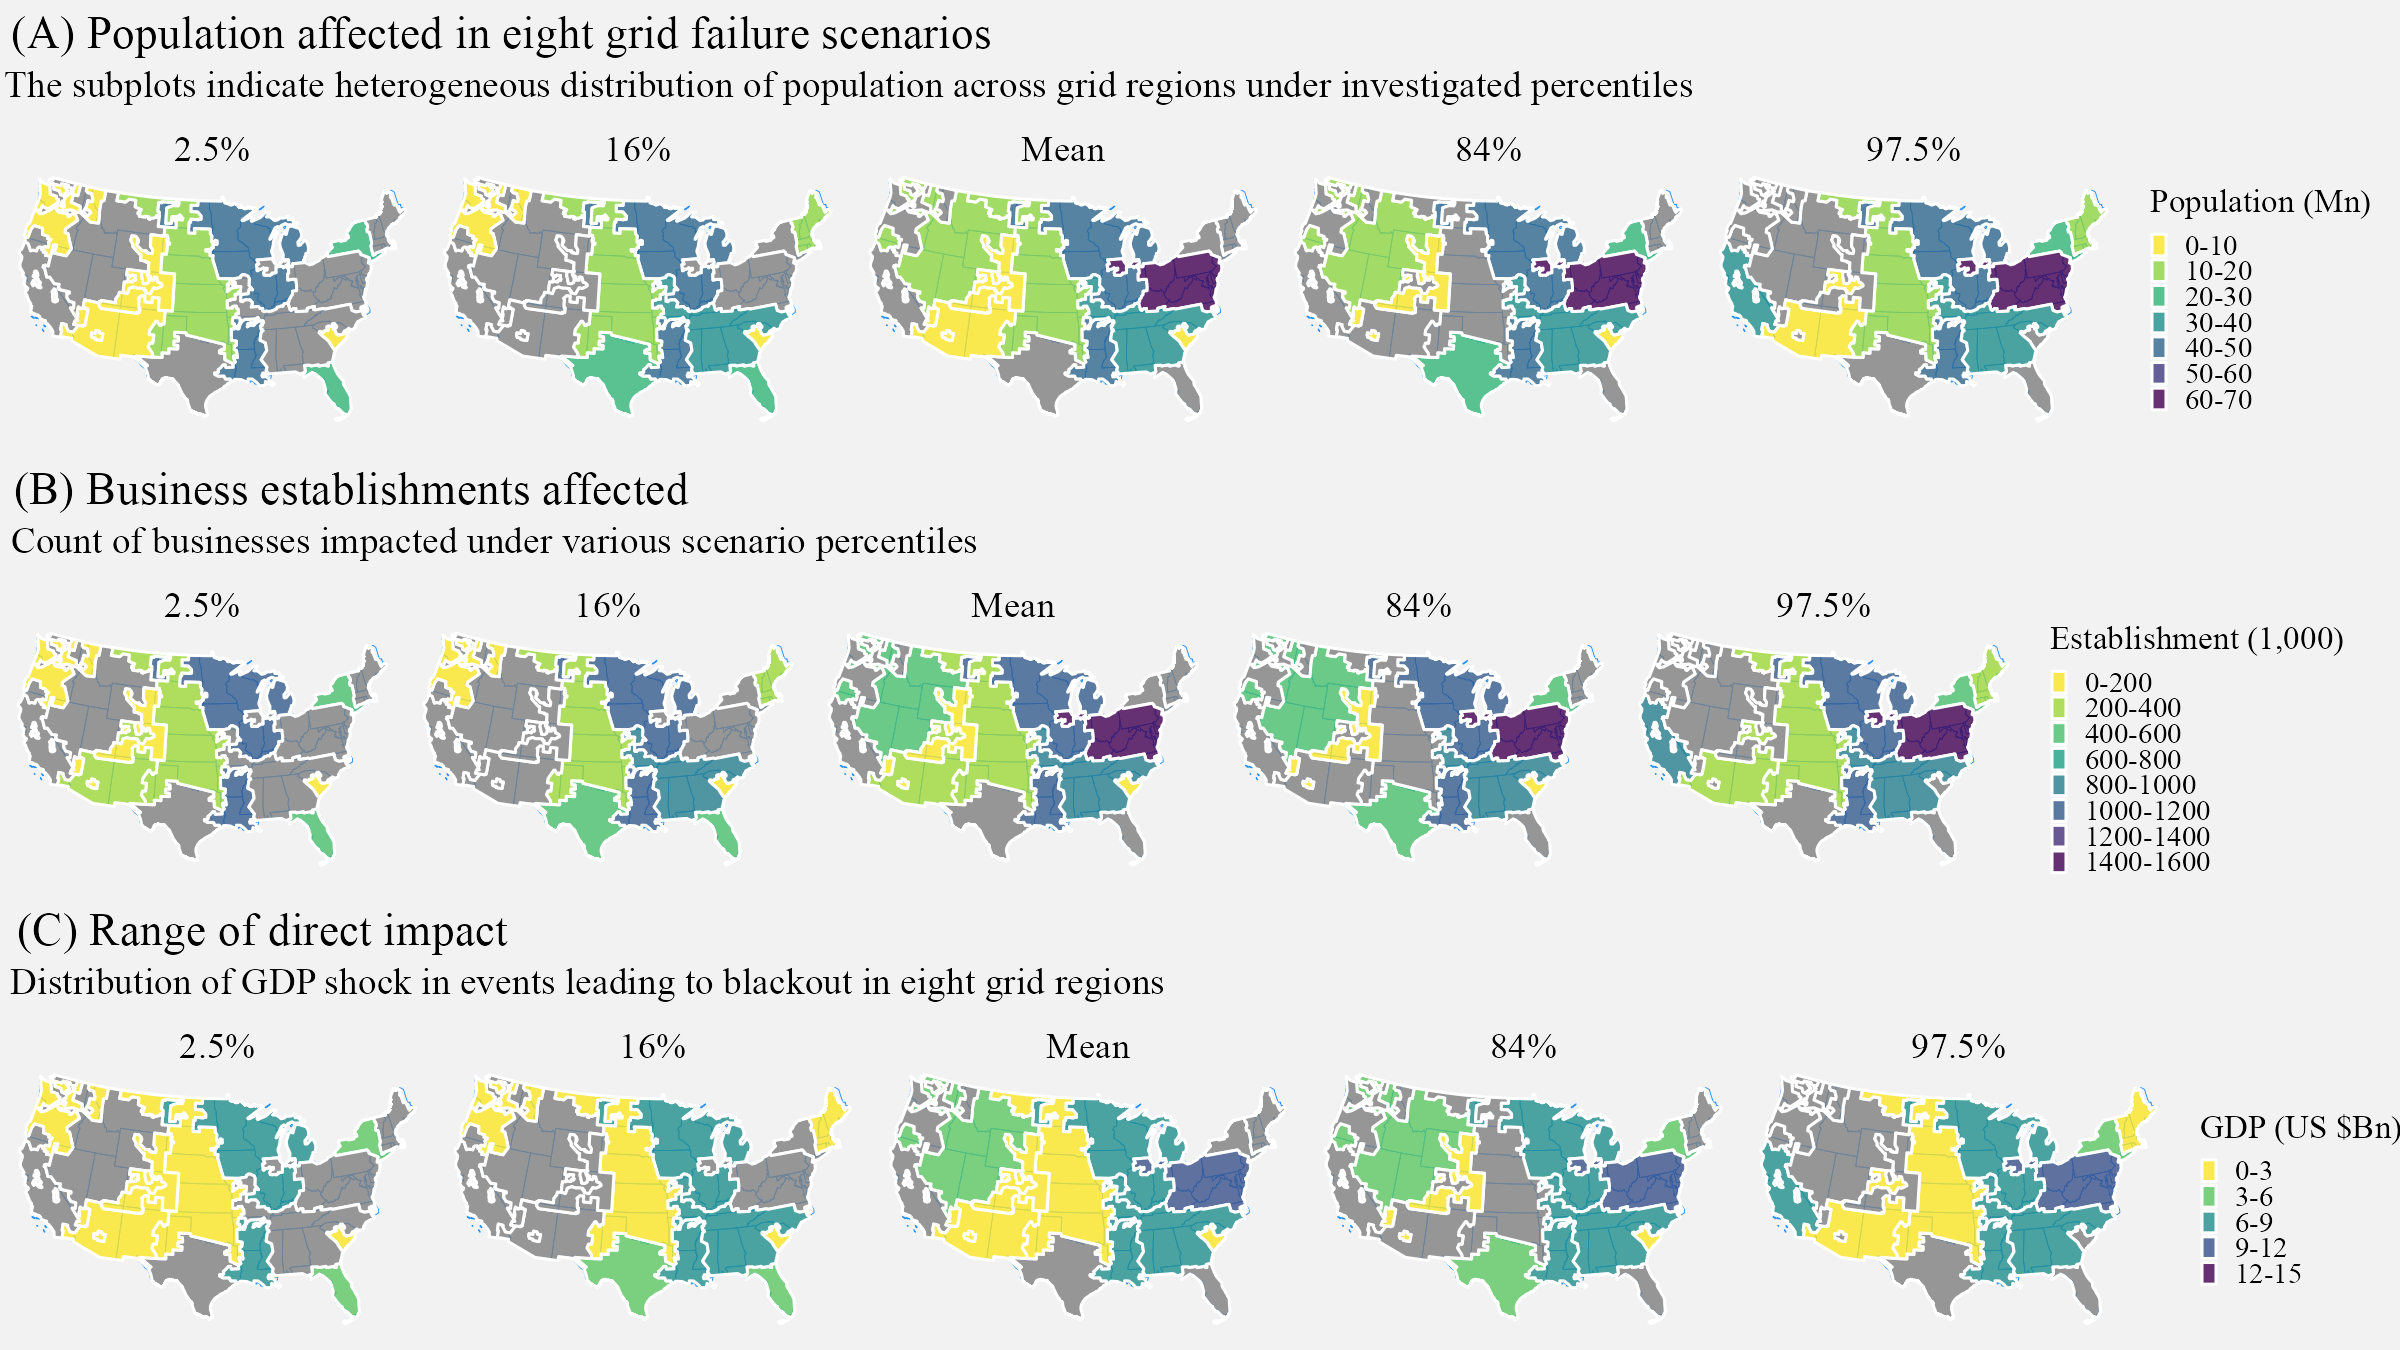 (A) Population affected in eight grid failure scenarios
The subplots indicate heterogeneous distribution of population across grid regions under investigated percentiles
2.5% 16% Mean 84% 97.5%
Population (Mn)
0-10
10-20
20-30
30-40
40-50
50-60
60-70
(B) Business establishments affected
Count of businesses impacted under various scenario percentiles
2.5% 16% Mean 84% 97.5%
Establishment (1,000)
0-200
200-400
400-600
600-800
800-1000
1000-1200
1200-1400
1400-1600
(C) Range of direct impact
Distribution of GDP shock in events leading to blackout in eight grid regions
2.5% 16% Mean 84% 97.5%
GDP (US $Bn)
0-3
3-6
6-9
9-12
12-15